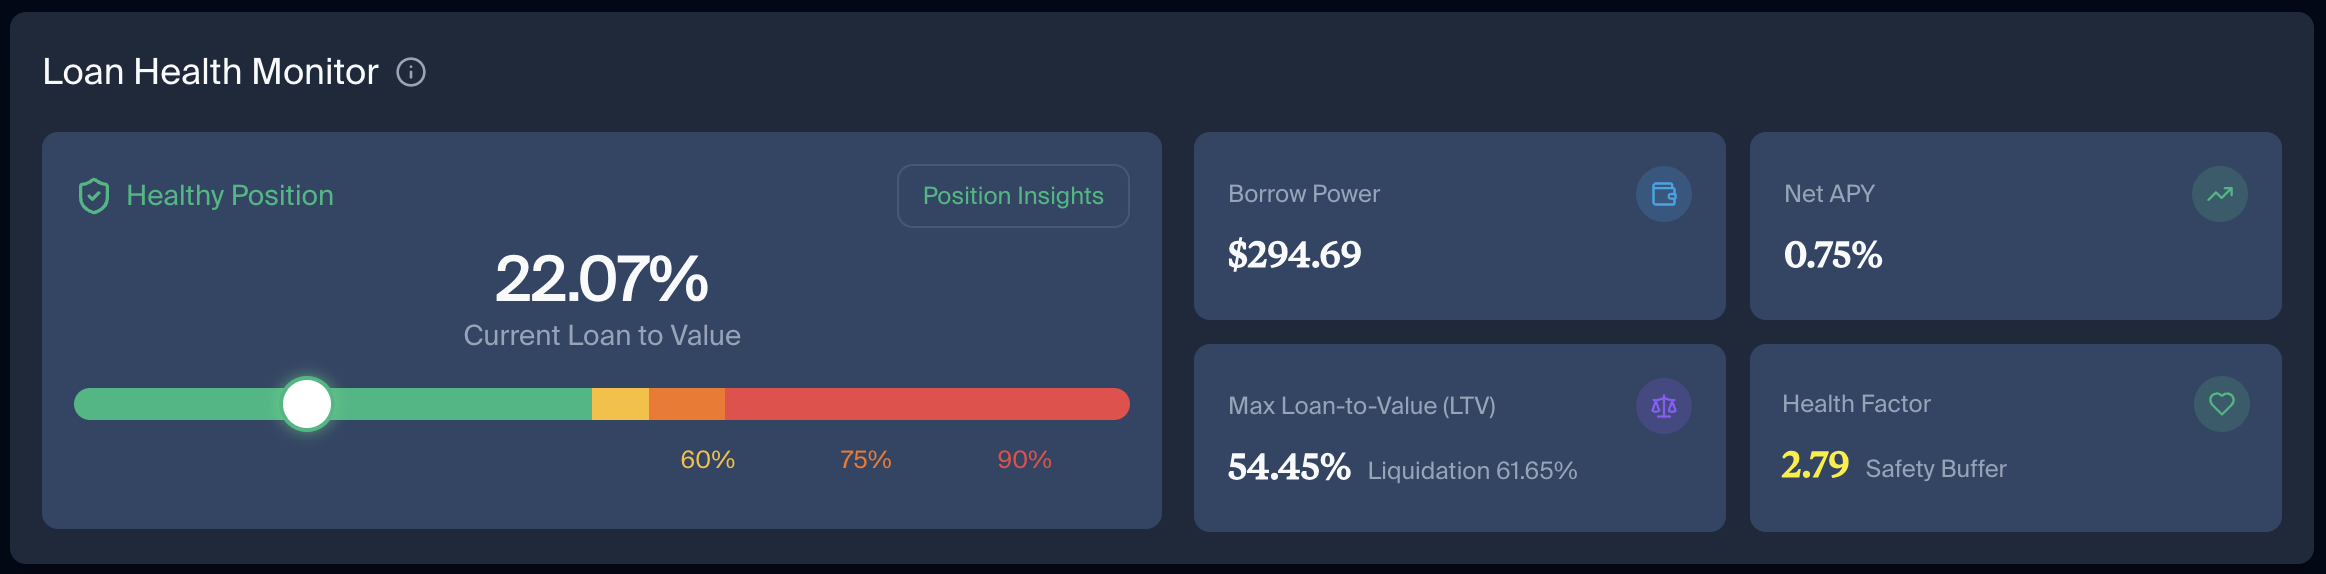 Loan Health Monitor
Healthy Position
Position Insights
22.07%
Current Loan to Value
60% 75% 90%
Borrow Power
$294.69
Net APY
0.75%
Max Loan-to-Value (LTV)
54.45% Liquidation 61.65%
Health Factor
2.79 Safety Buffer